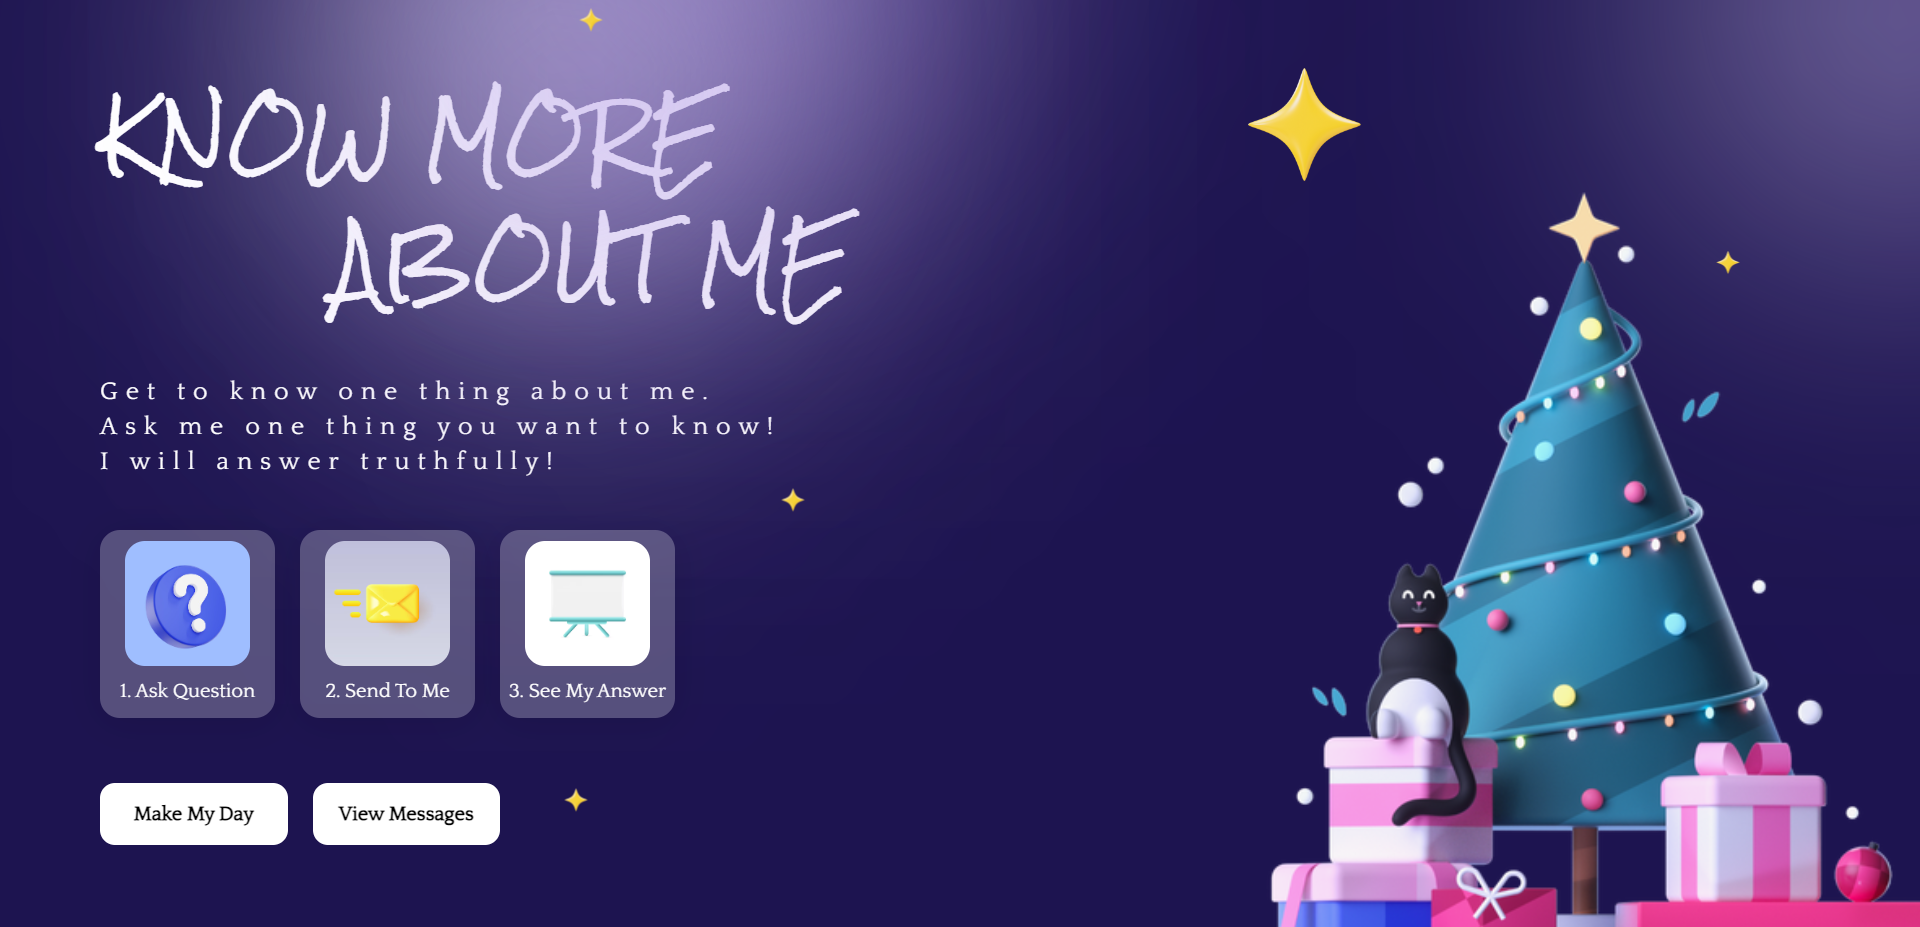 KNOW MORE
ABOUT ME
Get to know one thing about me.
Ask me one thing you want to know!
I will answer truthfully!
1. Ask Question
2. Send To Me
3. See My Answer
Make My Day
View Messages